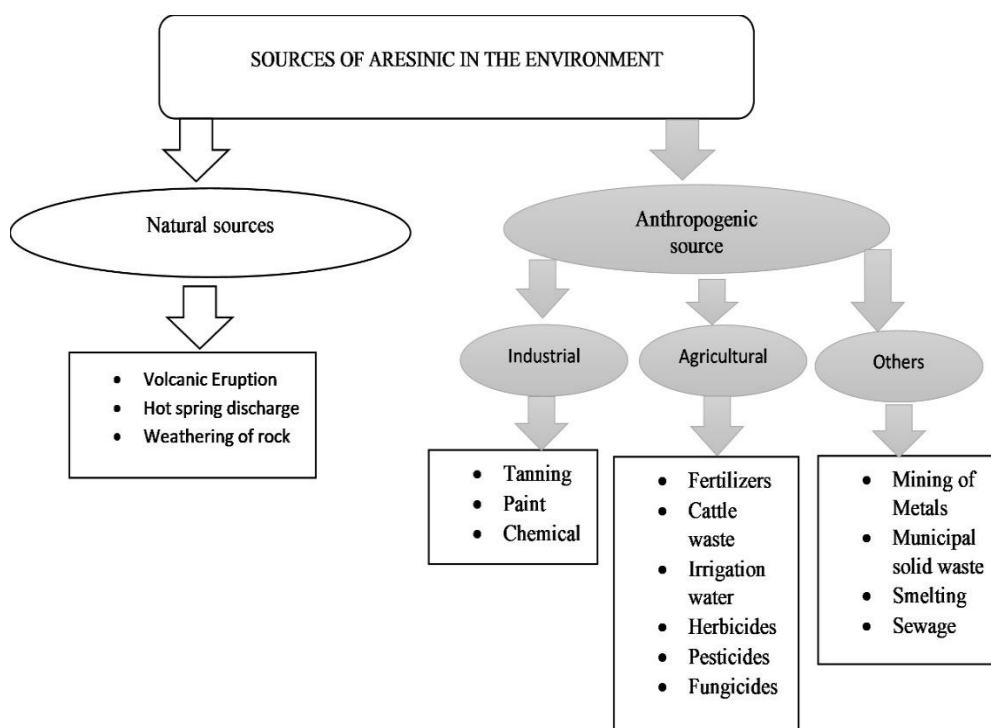 SOURCES OF ARESINIC IN THE ENVIRONMENT
Natural sources
Anthropogenic
source
• Volcanic Eruption
• Hot spring discharge
• Weathering of rock
Industrial
Agricultural
Others
• Tanning
• Paint
• Chemical
• Fertilizers
• Cattle
waste
• Irrigation
water
• Herbicides
• Pesticides
• Fungicides
• Mining of
Metals
• Municipal
solid waste
• Smelting
• Sewage